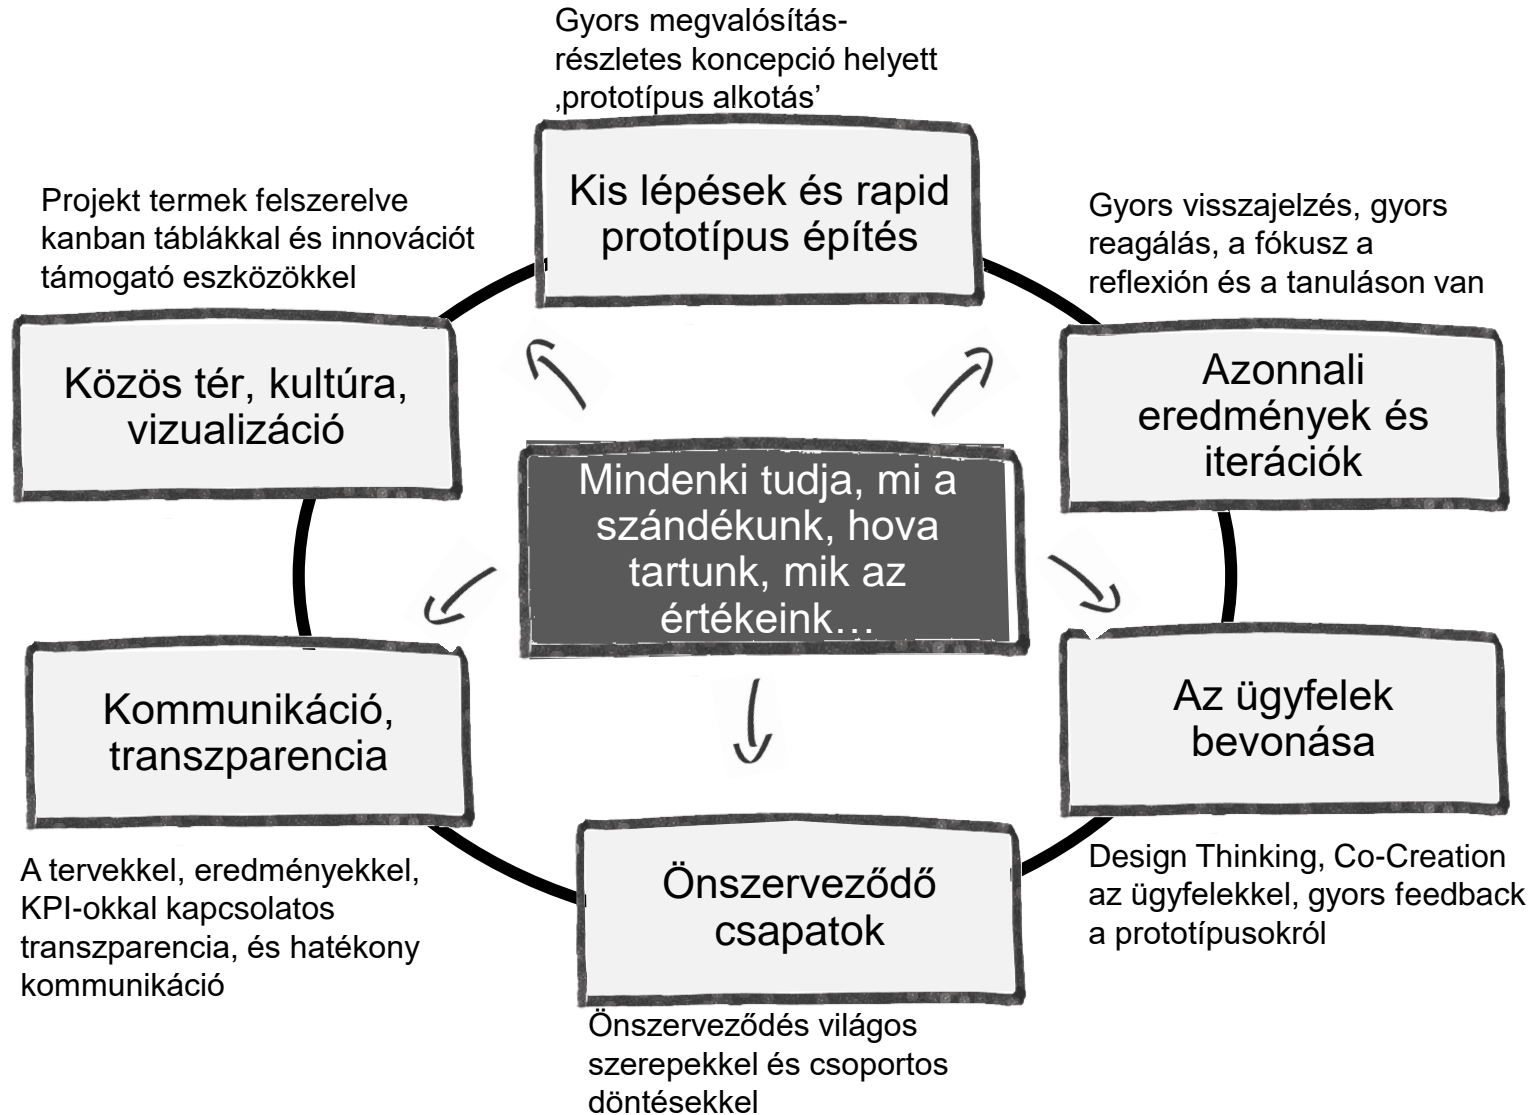 Gyors megvalósítás-
részletes koncepció helyett
‚prototípus alkotás’
Kis lépések és rapid
prototípus építés
Projekt termek felszerelve
kanban táblákkal és innovációt
támogató eszközökkel
Közös tér, kultúra,
vizualizáció
Gyors visszajelzés, gyors
reagálás, a fókusz a
reflexión és a tanuláson van
Azonnali
eredmények és
iterációk
Mindenki tudja, mi a
szándékunk, hova
tartunk, mik az
értékeink…
Kommunikáció,
transzparencia
A tervekkel, eredményekkel,
KPI-okkal kapcsolatos
transzparencia, és hatékony
kommunikáció
Az ügyfelek
bevonása
Design Thinking, Co-Creation
az ügyfelekkel, gyors feedback
a prototípusokról
Önszerveződő
csapatok
Önszerveződés világos
szerepekkel és csoportos
döntésekkel